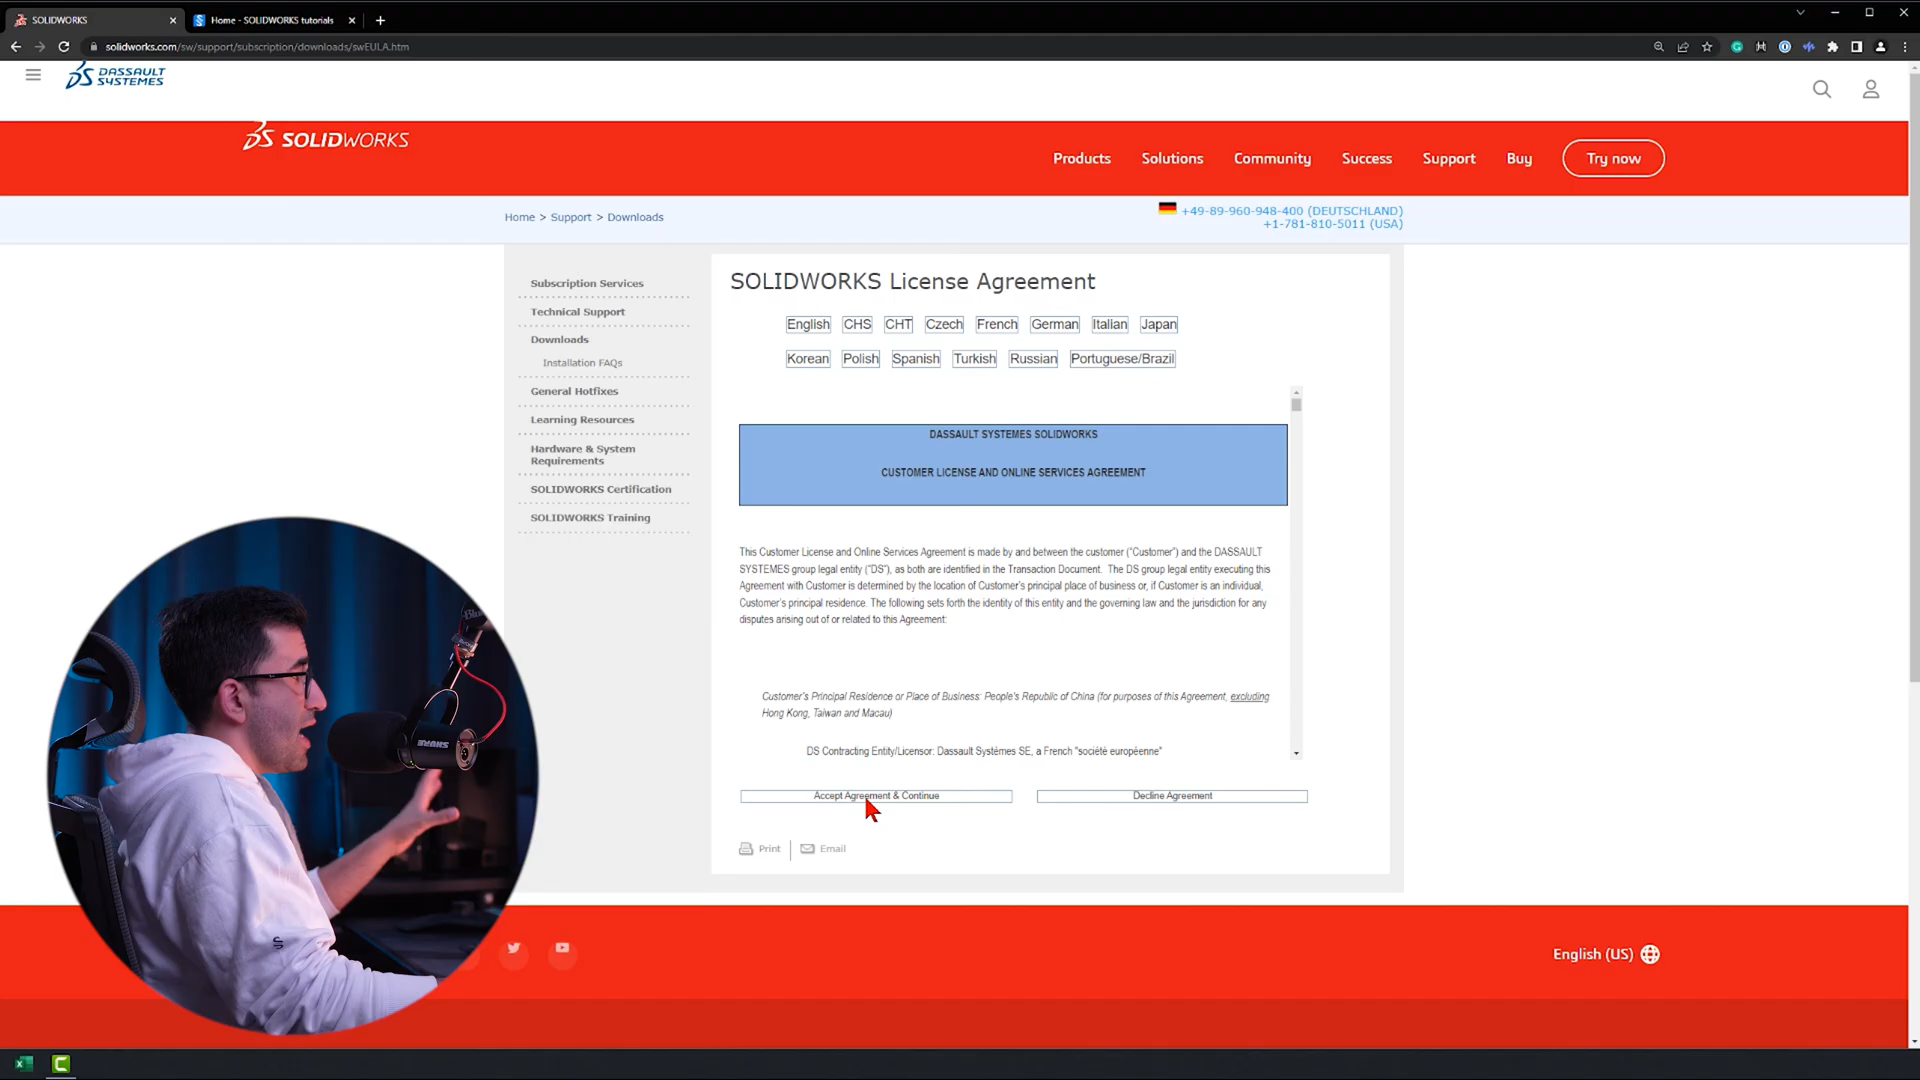 SOLIDWORKS
Home - SOLIDWORKS tutorials
solidworks.com/sw/support/subscription/downloads/swEULA.htm
DASSAULT
SYSTEMES
SOLIDWORKS
Products
Solutions
Community
Success
Support
Buy
Try now
Home > Support > Downloads
+49-89-960-948-400 (DEUTSCHLAND)
+1-781-810-5011 (USA)
Subscription Services
Technical Support
Downloads
Installation FAQs
General Hotfixes
Learning Resources
Hardware & System
Requirements
SOLIDWORKS Certification
SOLIDWORKS Training
SOLIDWORKS License Agreement
English CHS CHT Czech French German Italian Japan
Korean Polish Spanish Turkish Russian Portuguese/Brazil
DASSAULT SYSTEMES SOLIDWORKS
CUSTOMER LICENSE AND ONLINE SERVICES AGREEMENT
This Customer License and Online Services Agreement is made by and between the customer (“Customer”) and the DASSAULT
SYSTEMES group legal entity (“DS”), as both are identified in the Transaction Document. The DS group legal entity executing this
Agreement with Customer is determined by the location of Customer’s principal place of business or, if Customer is an individual,
Customer’s principal residence. The following sets forth the identity of this entity and the governing law and the jurisdiction for any
disputes arising out of or related to this Agreement:
Customer’s Principal Residence or Place of Business: People’s Republic of China (for purposes of this Agreement, excluding
Hong Kong, Taiwan and Macau)
DS Contracting Entity/Licensor: Dassault Systèmes SE, a French "société européenne"
Accept Agreement & Continue
Decline Agreement
Print
Email
SHURE
English (US)